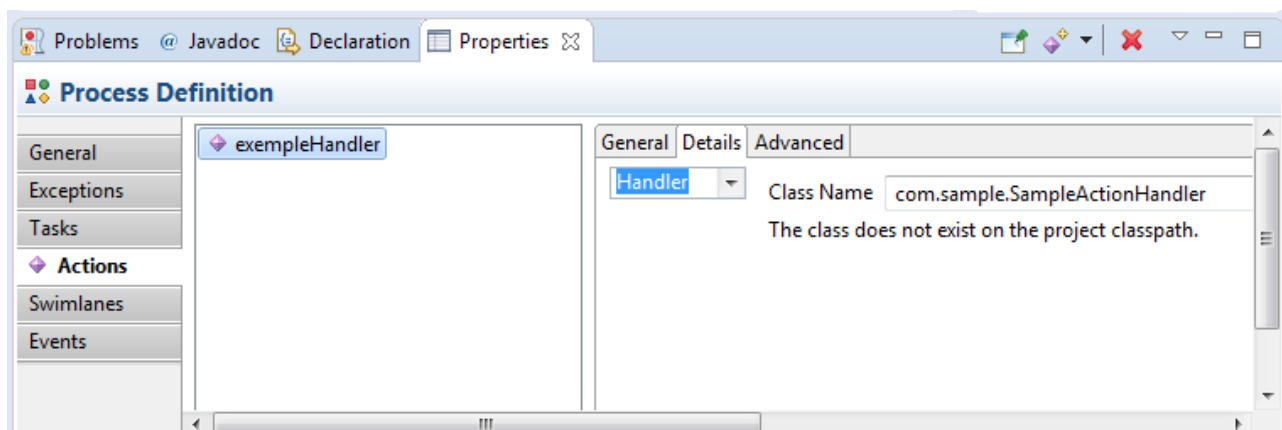 Problems @ Javadoc Declaration Properties
Process Definition
General
Exceptions
Tasks
Actions
Swimlanes
Events
exempleHandler
General Details Advanced
Handler Class Name com.sample.SampleActionHandler
The class does not exist on the project classpath.